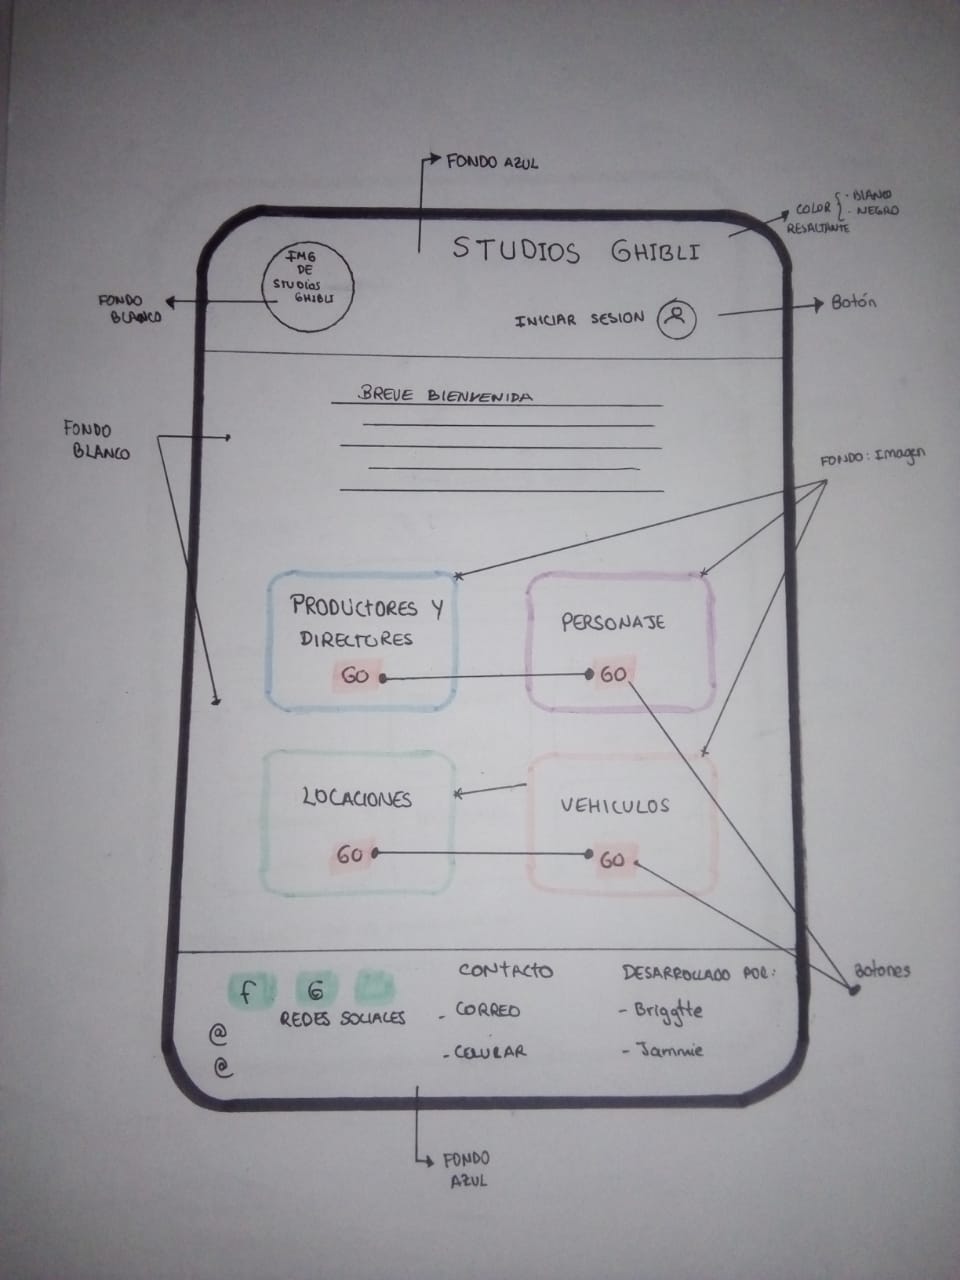 FONDO AZUL
COLOR { - BLANCO
- NEGRO
RESALTANTE
STUDIOS GHIBLI
IMG
DE
STUDIOS
GHIBLI
FONDO
BLANCO
INICIAR SESION
Botón
BREVE BIENVENIDA
FONDO
BLANCO
FONDO: Imagen
PRODUCTORES Y
DIRECTORES
GO
PERSONAJE
GO
LOCACIONES
GO
VEHICULOS
GO
Botones
f G
REDES SOCIALES
@
@
CONTACTO
- CORREO
- CELULAR
DESARROLLADO POR:
- Briggtte
- Jammie
FONDO
AZUL